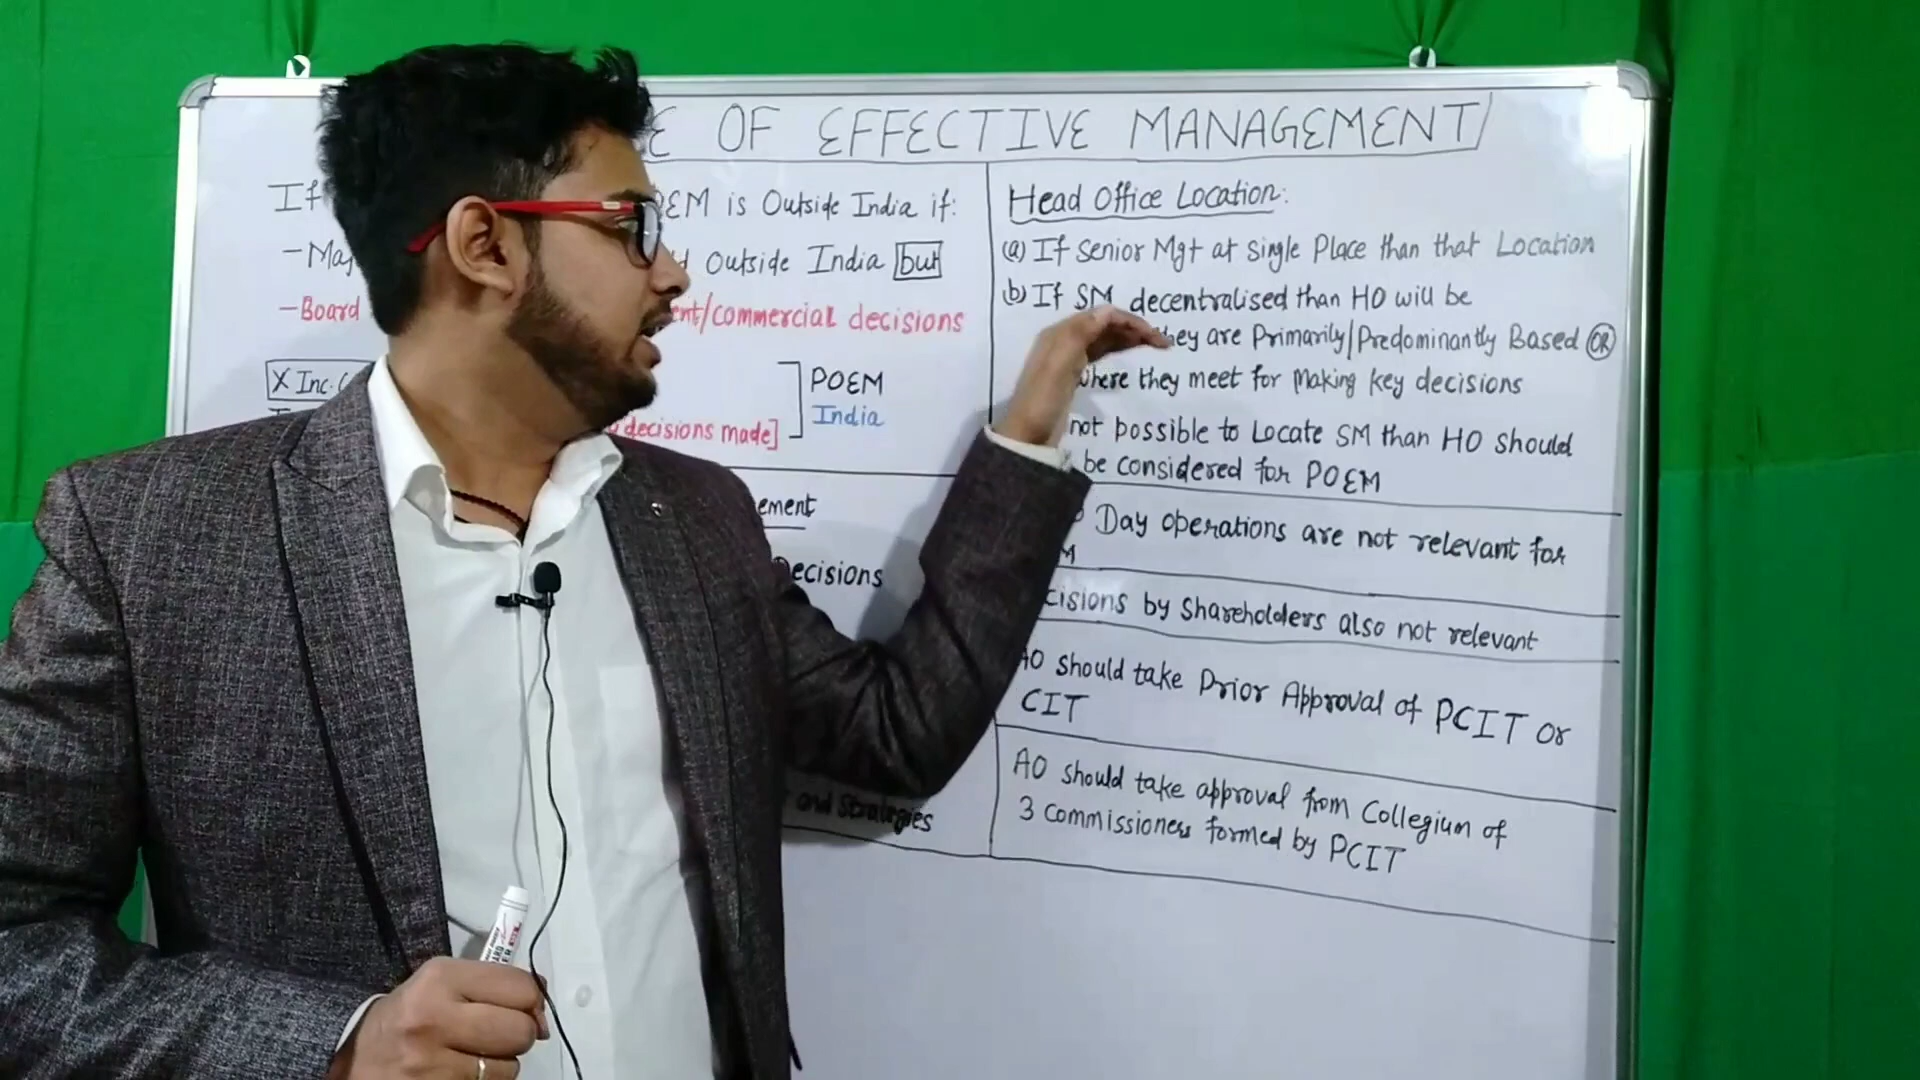 OF EFFECTIVE MANAGEMENT
If is Outside India if:
Outside India but
-Board /commercial decisions
X Inc. POEM
India
decisions made]
Decisions
and Strategies
Head Office Location:
(a) If Senior Mgt at Single Place than that Location
(b) If SM decentralised than HO will be
they are Primarily/Predominantly Based OR
where they meet for Making key decisions
not possible to Locate SM than HO should
be considered for POEM
Day operations are not relevant for
by Shareholders also not relevant
AO should take Prior Approval of PCIT or
CIT
AO should take approval from Collegium of
3 Commissioners formed by PCIT